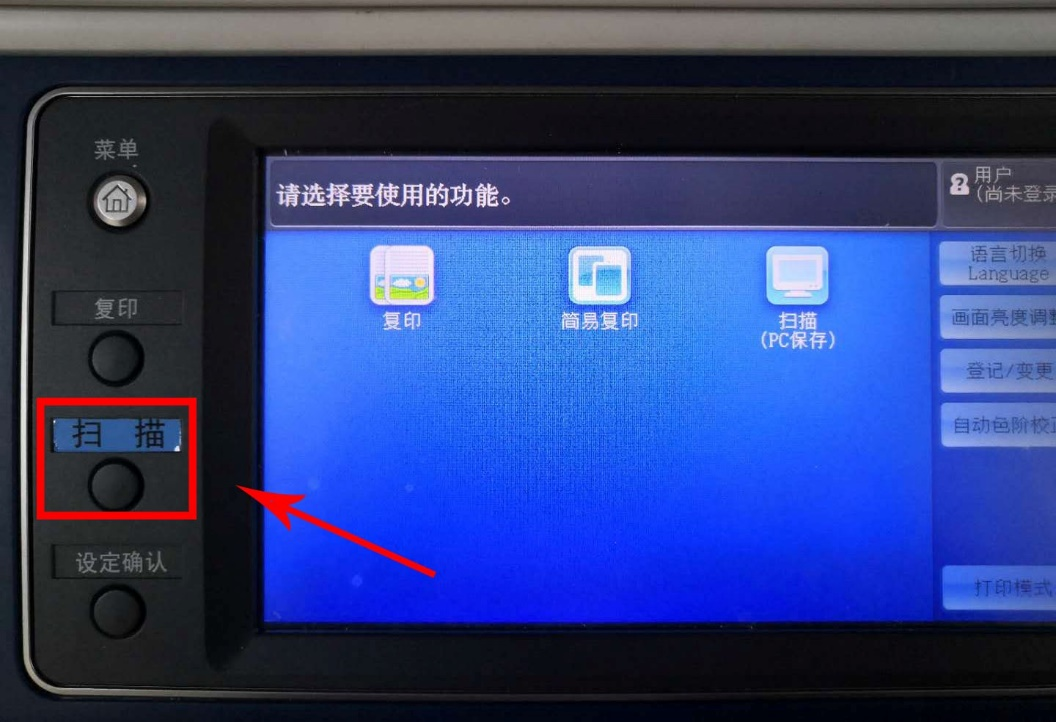 菜单
复印
扫 描
设定确认
请选择要使用的功能。
复印
简易复印
扫描
(PC保存)
用户
(尚未登录
语言切换
Language
画面亮度调整
登记/变更
自动色阶校正
打印模式